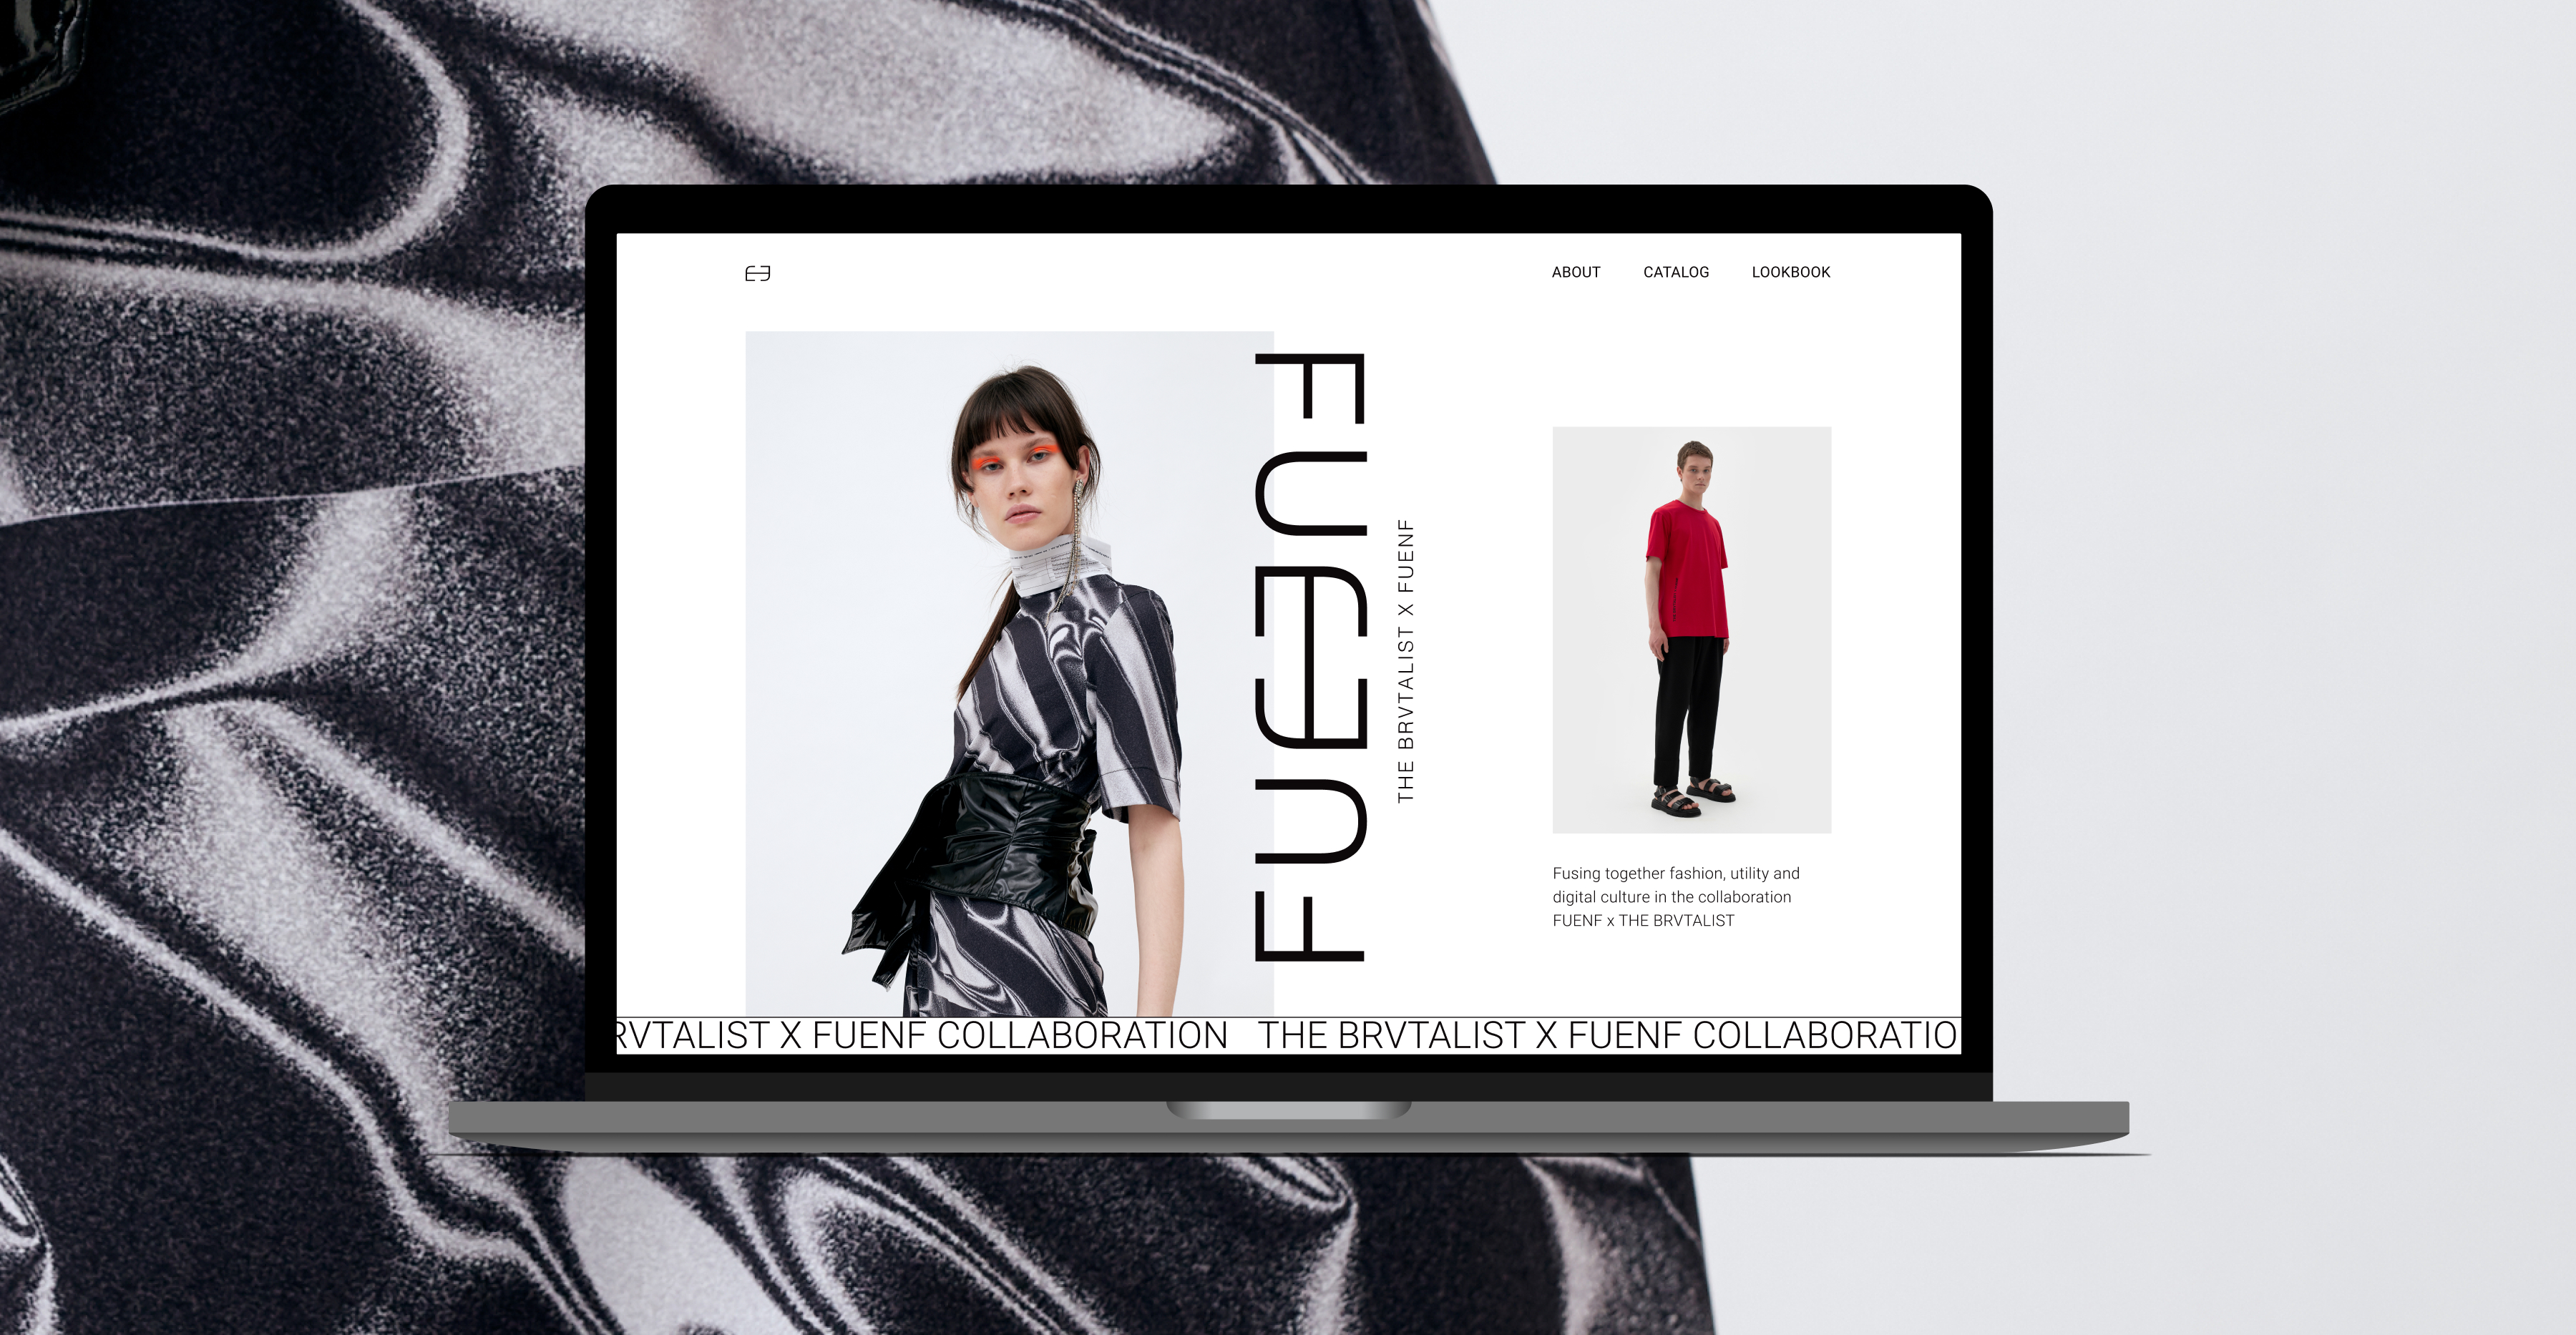 ABOUT CATALOG LOOKBOOK
FUENF
THE BRVTALIST X FUENF
Fusing together fashion, utility and
digital culture in the collaboration
FUENF x THE BRVTALIST
RVTALIST X FUENF COLLABORATION THE BRVTALIST X FUENF COLLABORATIO